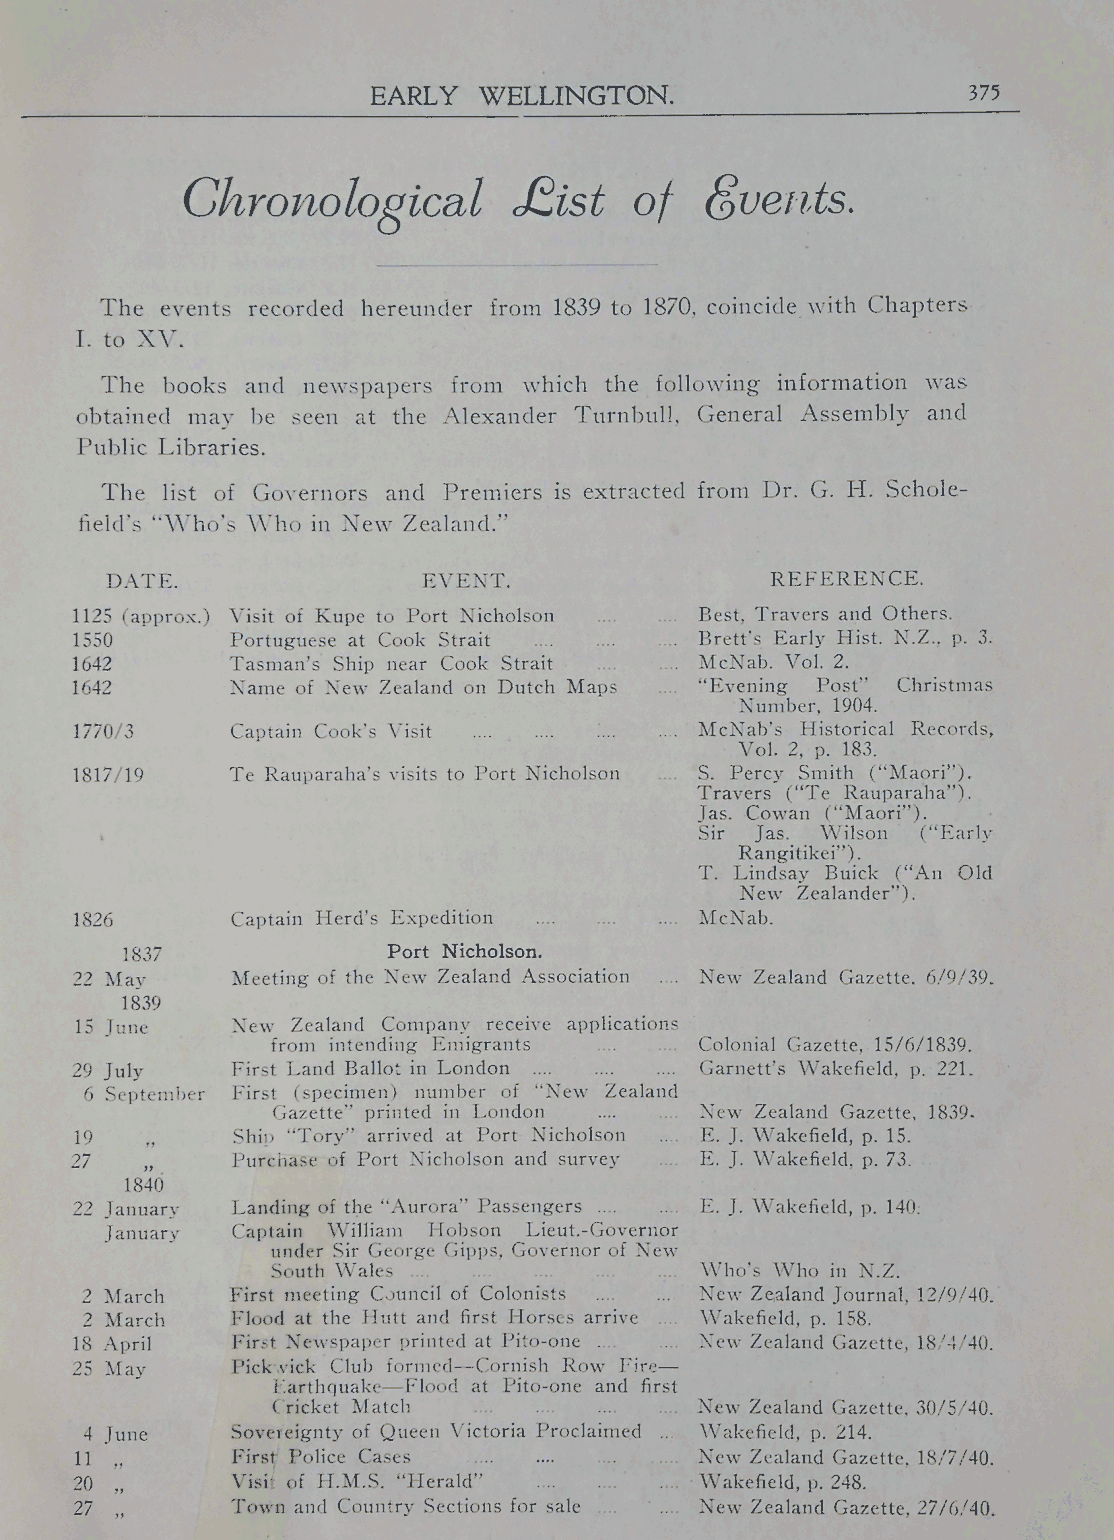 EARLY WELLINGTON. 375
Chronological List of Events.
The events recorded hereunder from 1839 to 1870, coincide with Chapters
I. to XV.
The books and newspapers from which the following information was
obtained may be seen at the Alexander Turnbull, General Assembly and
Public Libraries.
The list of Governors and Premiers is extracted from Dr. G. H. Schole-
field's "Who's Who in New Zealand."
DATE. EVENT. REFERENCE.
1125 (approx.) Visit of Kupe to Port Nicholson .... .... Best, Travers and Others.
1550 Portuguese at Cook Strait .... .... .... Brett's Early Hist. N.Z., p. 3.
1642 Tasman's Ship near Cook Strait .... .... McNab. Vol. 2.
1642 Name of New Zealand on Dutch Maps .... "Evening Post" Christmas
Number, 1904.
1770/3 Captain Cook's Visit .... .... .... .... McNab's Historical Records,
Vol. 2, p. 183.
1817/19 Te Rauparaha's visits to Port Nicholson .... S. Percy Smith ("Maori").
Travers ("Te Rauparaha").
Jas. Cowan ("Maori").
Sir Jas. Wilson ("Early
Rangitikei").
T. Lindsay Buick ("An Old
New Zealander").
1826 Captain Herd's Expedition .... .... .... McNab.
1837 Port Nicholson.
22 May Meeting of the New Zealand Association .... New Zealand Gazette, 6/9/39.
1839
15 June New Zealand Company receive applications
from intending Emigrants .... .... Colonial Gazette, 15/6/1839.
29 July First Land Ballot in London .... .... .... Garnett's Wakefield, p. 221.
6 September First (specimen) number of "New Zealand
Gazette" printed in London .... .... New Zealand Gazette, 1839.
19 „ Ship "Tory" arrived at Port Nicholson .... E. J. Wakefield, p. 15.
27 „ Purchase of Port Nicholson and survey .... E. J. Wakefield, p. 73.
1840
22 January Landing of the "Aurora" Passengers .... .... E. J. Wakefield, p. 140.
January Captain William Hobson Lieut.-Governor
under Sir George Gipps, Governor of New
South Wales .... .... .... .... .... Who's Who in N.Z.
2 March First meeting Council of Colonists .... ... New Zealand Journal, 12/9/40.
2 March Flood at the Hutt and first Horses arrive .... Wakefield, p. 158.
18 April First Newspaper printed at Pito-one .... .... New Zealand Gazette, 18/4/40.
25 May Pickwick Club formed--Cornish Row Fire—
Earthquake—Flood at Pito-one and first
Cricket Match .... .... .... .... New Zealand Gazette, 30/5/40.
4 June Sovereignty of Queen Victoria Proclaimed ... Wakefield, p. 214.
11 „ First Police Cases .... .... .... .... New Zealand Gazette, 18/7/40.
20 „ Visit of H.M.S. "Herald" .... .... .... Wakefield, p. 248.
27 „ Town and Country Sections for sale .... .... New Zealand Gazette, 27/6/40.